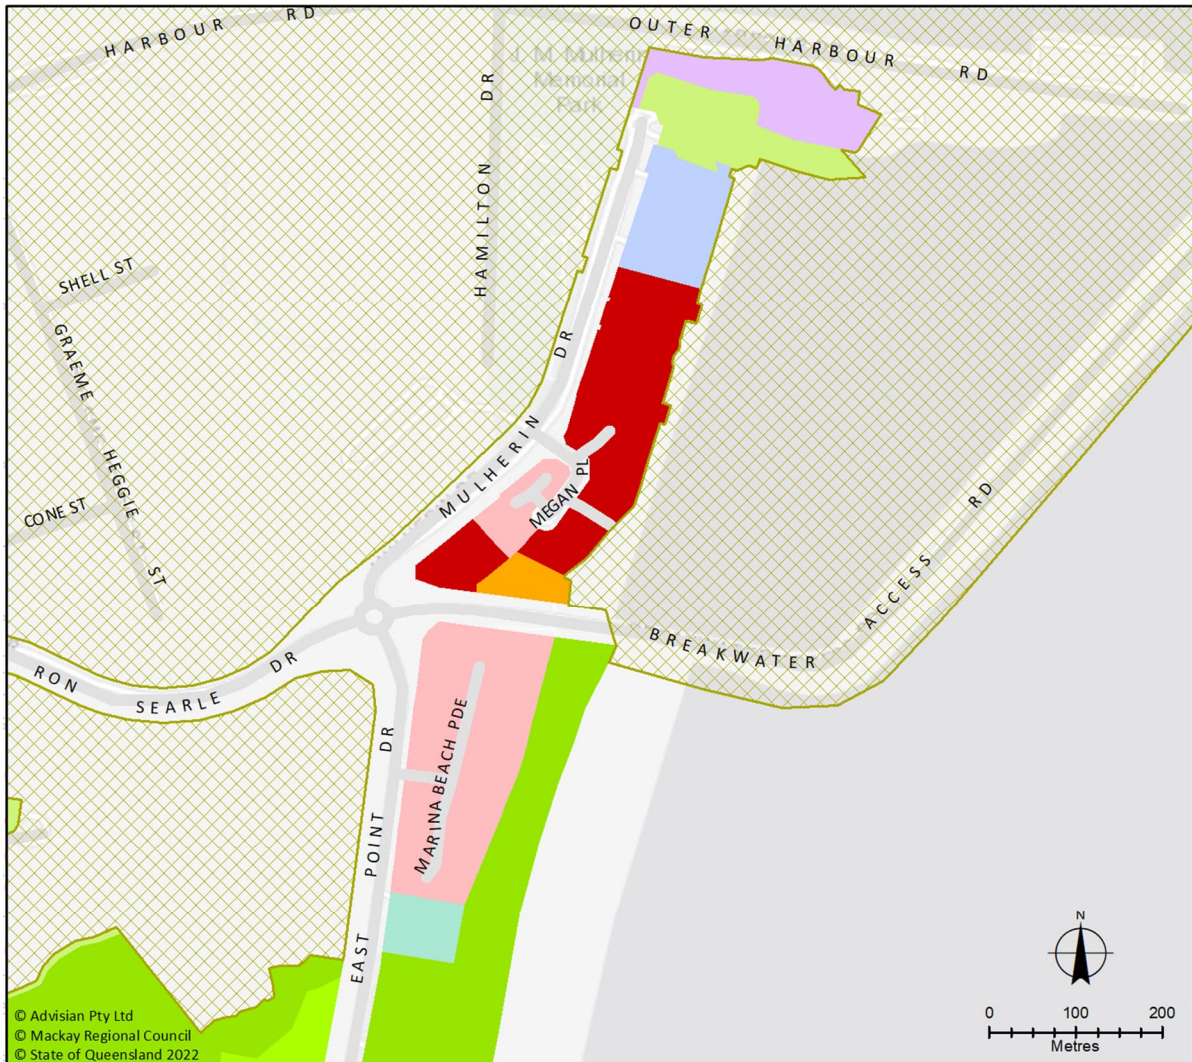 HARBOUR RD
OUTER HARBOUR RD
J M Mulherin
Memorial
Park
HAMILTON DR
SHELL ST
GRAEME HEGGIE ST
CONE ST
MULHERIN DR
MEGAN PL
BREAKWATER ACCESS RD
RON SEARLE DR
EAST POINT DR
MARINA BEACH PDE
N
0 100 200
Metres
© Advisian Pty Ltd
© Mackay Regional Council
© State of Queensland 2022